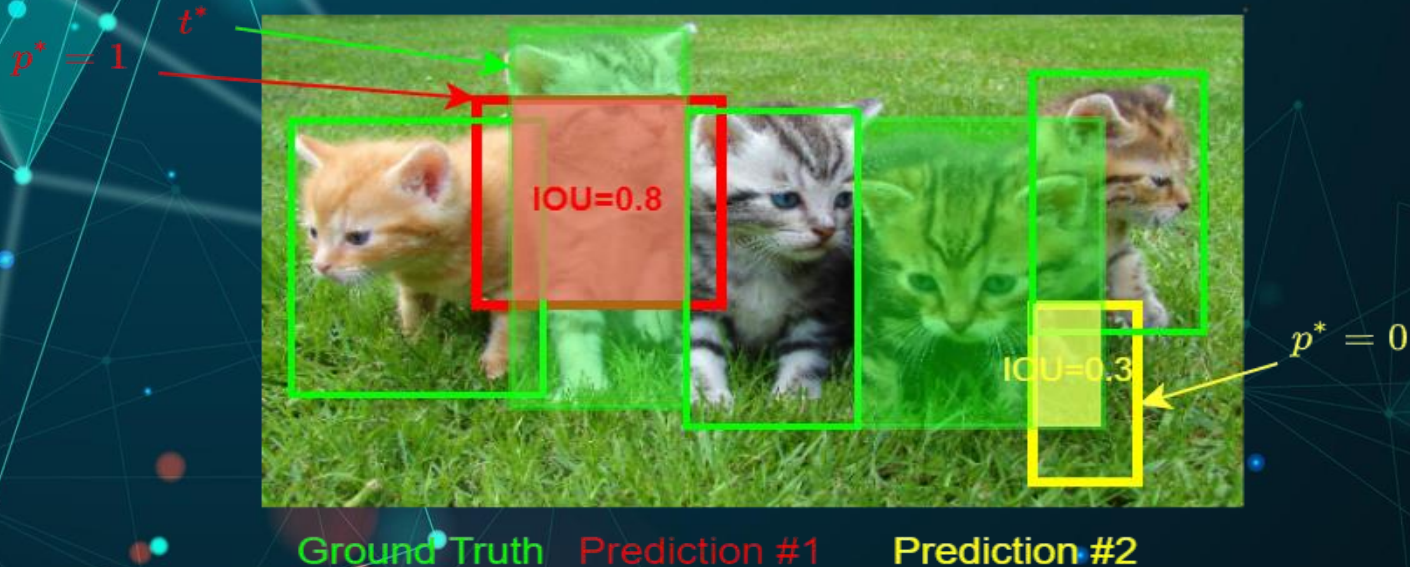 t* 
p* = 1
IOU=0.8
p* = 0
IOU=0.3
Ground Truth Prediction #1 Prediction #2